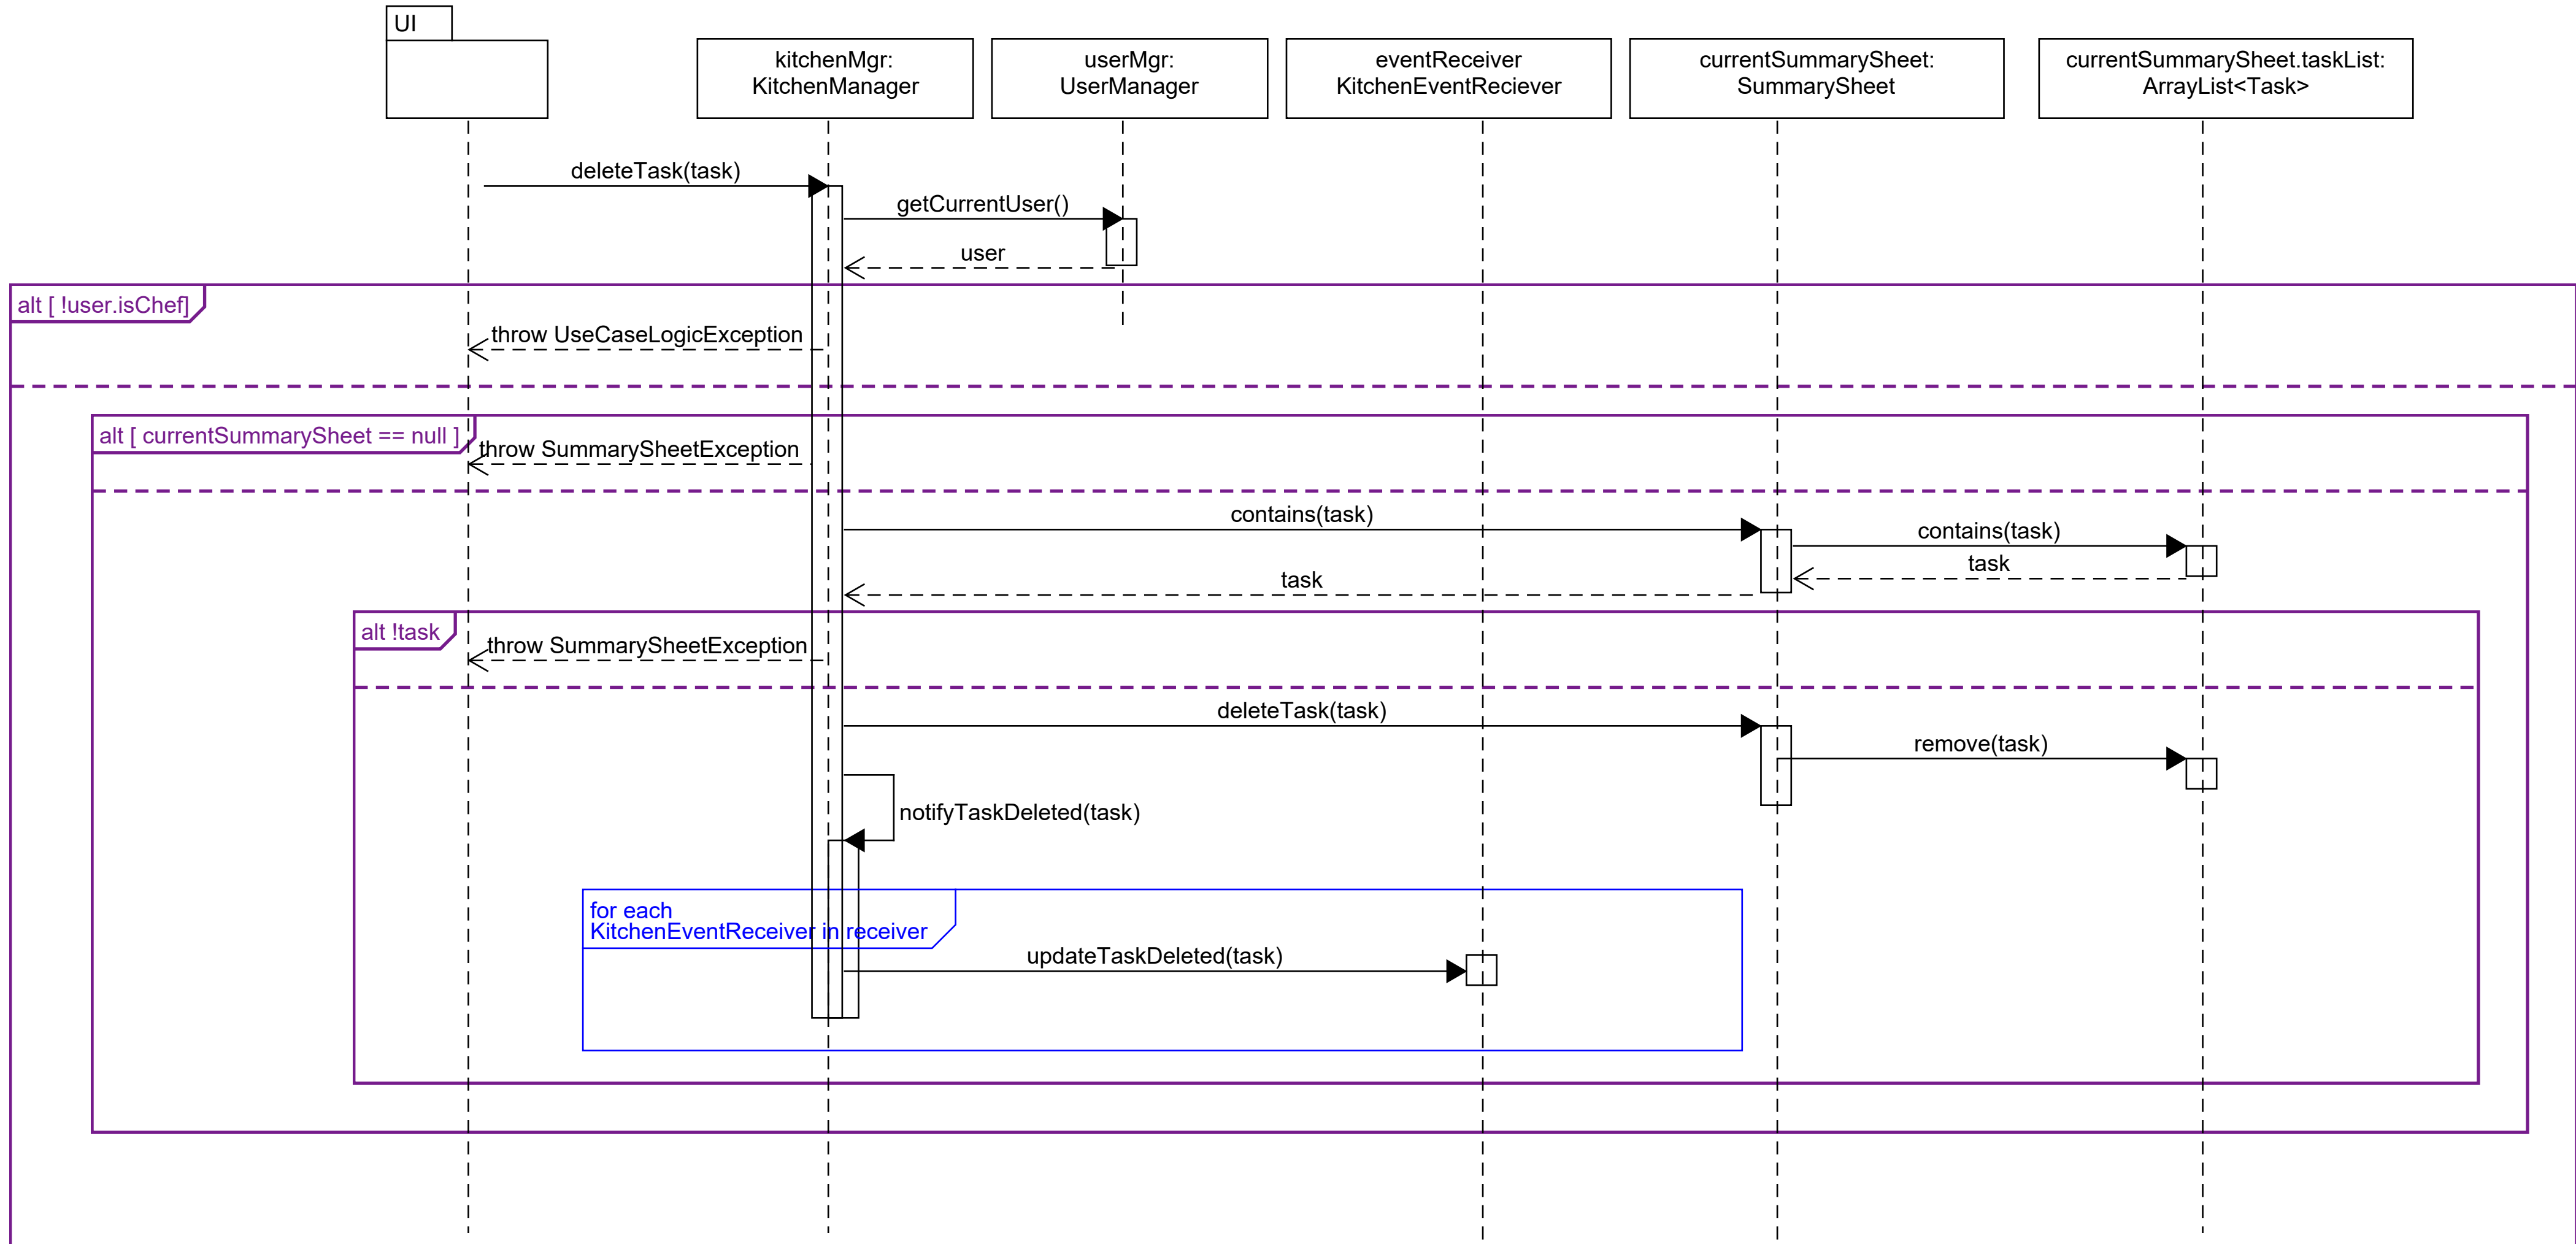 UI
kitchenMgr:
KitchenManager
userMgr:
UserManager
eventReceiver
KitchenEventReciever
currentSummarySheet:
SummarySheet
currentSummarySheet.taskList:
ArrayList<Task>
deleteTask(task)
getCurrentUser()
user
alt [ !user.isChef]
throw UseCaseLogicException
alt [ currentSummarySheet == null ]
throw SummarySheetException
contains(task)
contains(task)
task
task
alt !task
throw SummarySheetException
deleteTask(task)
remove(task)
notifyTaskDeleted(task)
for each
KitchenEventReceiver in receiver
updateTaskDeleted(task)